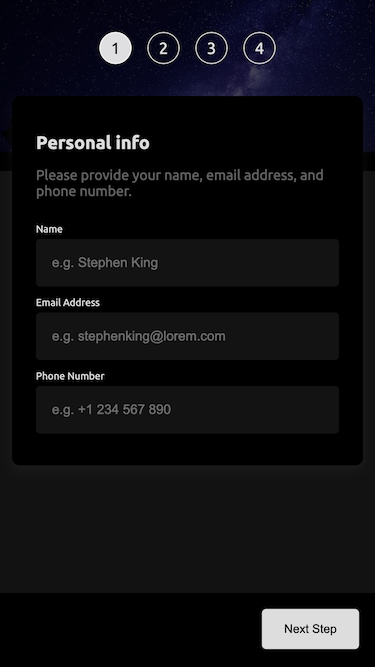 1 2 3 4
Personal info
Please provide your name, email address, and
phone number.
Name
e.g. Stephen King
Email Address
e.g. stephenking@lorem.com
Phone Number
e.g. +1 234 567 890
Next Step